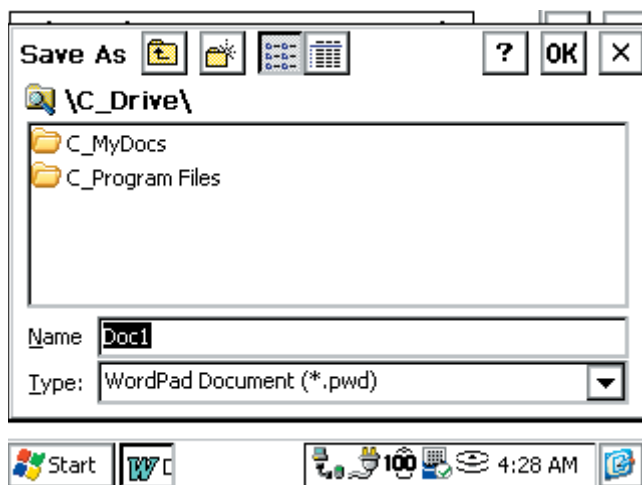 Save As ? OK ×
\C_Drive\
C_MyDocs
C_Program Files
Name Doc1
Type: WordPad Document (*.pwd)
Start W 100 4:28 AM